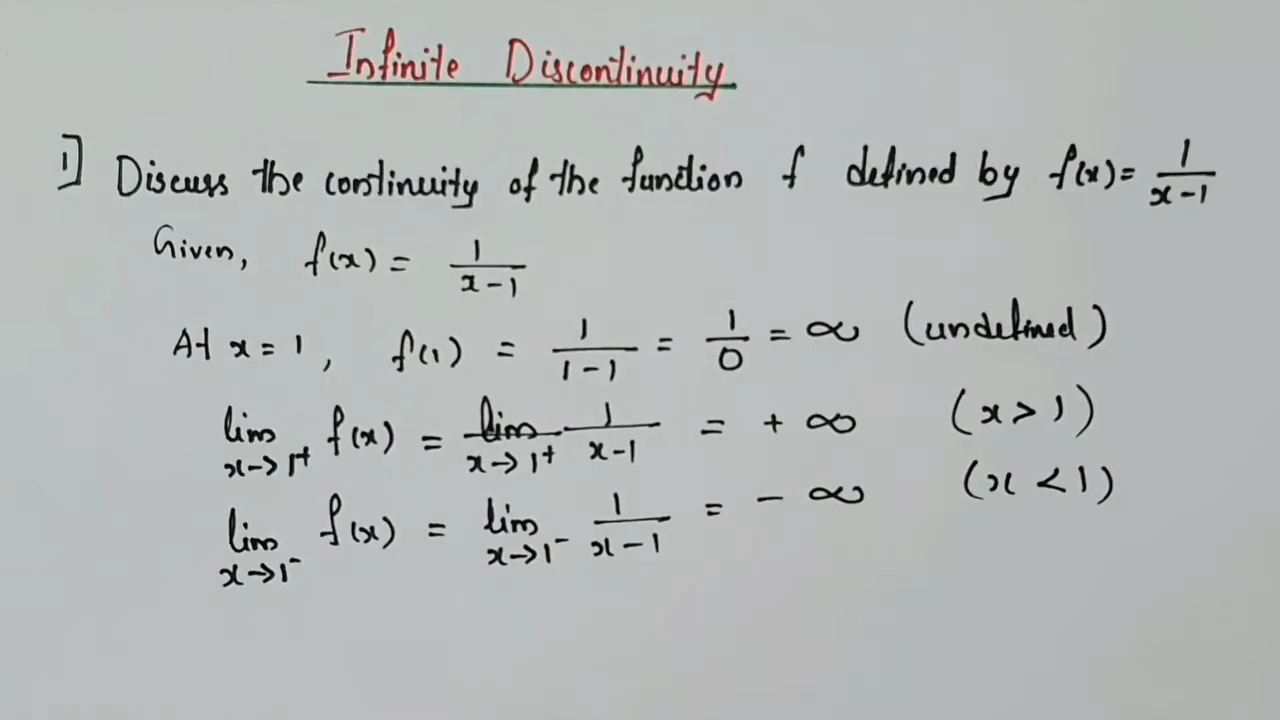 Infinite Discontinuity
1] Discuss the continuity of the function f defined by f(x) = 1/(x-1)
Given, f(x) = 1/(x-1)
At x = 1, f(1) = 1/(1-1) = 1/0 = ∞ (undefined)
lim x→1⁺ f(x) = lim x→1⁺ 1/(x-1) = +∞ (x > 1)
lim x→1⁻ f(x) = lim x→1⁻ 1/(x-1) = -∞ (x < 1)